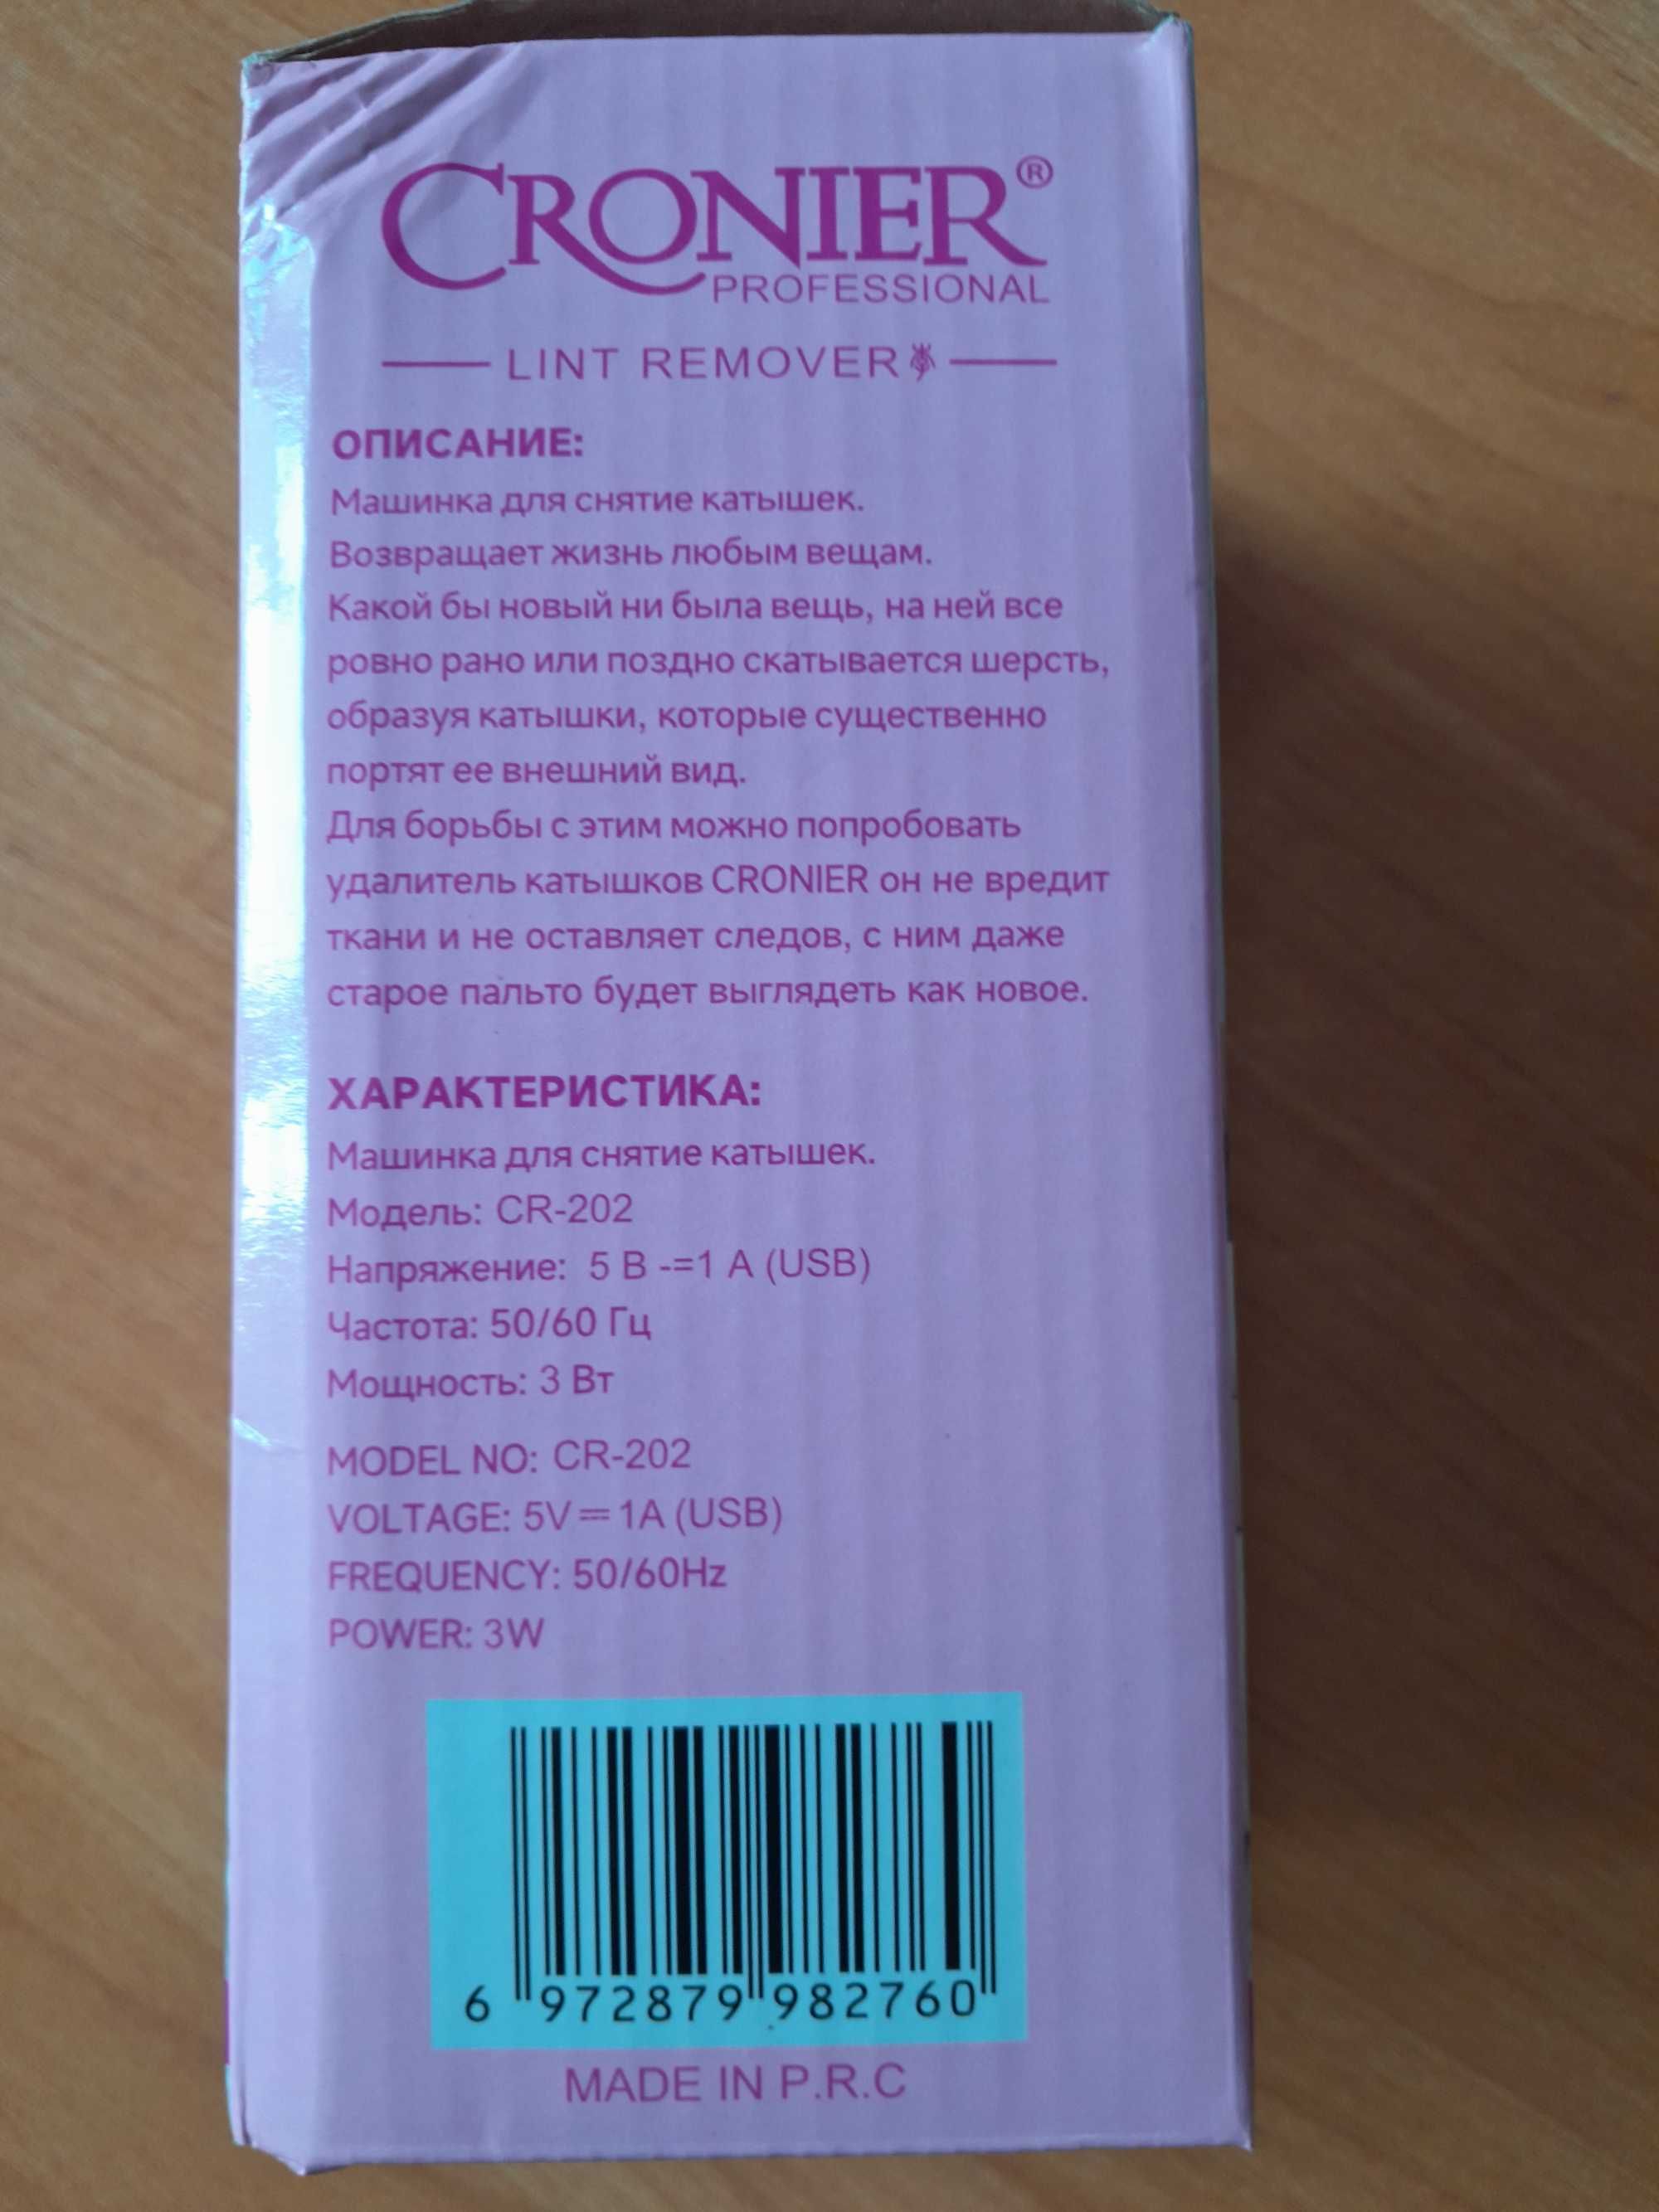 CRONIER®
PROFESSIONAL
LINT REMOVER
ОПИСАНИЕ:
Машинка для снятие катышек.
Возвращает жизнь любым вещам.
Какой бы новый ни была вещь, на ней все
ровно рано или поздно скатывается шерсть,
образуя катышки, которые существенно
портят ее внешний вид.
Для борьбы с этим можно попробовать
удалитель катышков CRONIER он не вредит
ткани и не оставляет следов, с ним даже
старое пальто будет выглядеть как новое.
ХАРАКТЕРИСТИКА:
Машинка для снятие катышек.
Модель: CR-202
Напряжение: 5 В -=1 А (USB)
Частота: 50/60 Гц
Мощность: 3 Вт
MODEL NO: CR-202
VOLTAGE: 5V⎓1A (USB)
FREQUENCY: 50/60Hz
POWER: 3W
6 972879 982760
MADE IN P.R.C